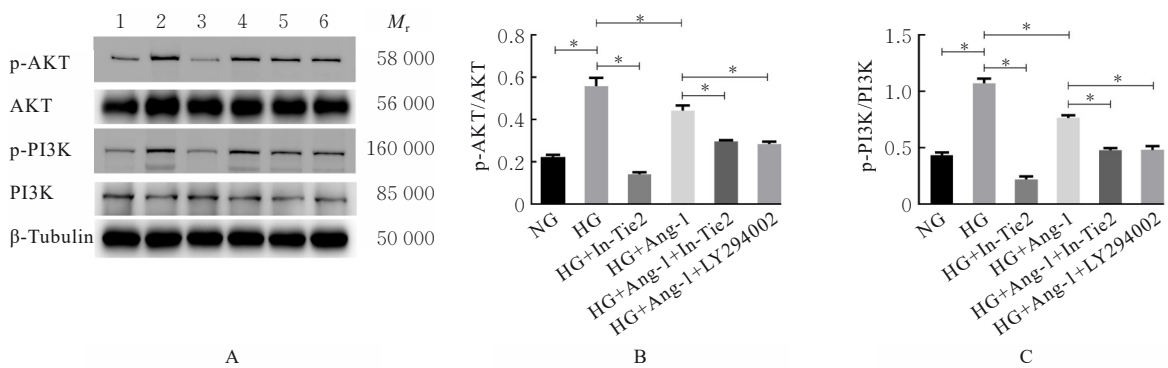 1 2 3 4 5 6 Mr
p-AKT 58 000
AKT 56 000
p-PI3K 160 000
PI3K 85 000
β-Tubulin 50 000
A
p-AKT/AKT
0.8
0.6
0.4
0.2
0
* * * * *
NG
HG
HG+In-Tie2
HG+Ang-1
HG+Ang-1+In-Tie2
HG+Ang-1+LY294002
B
p-PI3K/PI3K
1.5
1.0
0.5
0
* * * * *
NG
HG
HG+In-Tie2
HG+Ang-1
HG+Ang-1+In-Tie2
HG+Ang-1+LY294002
C